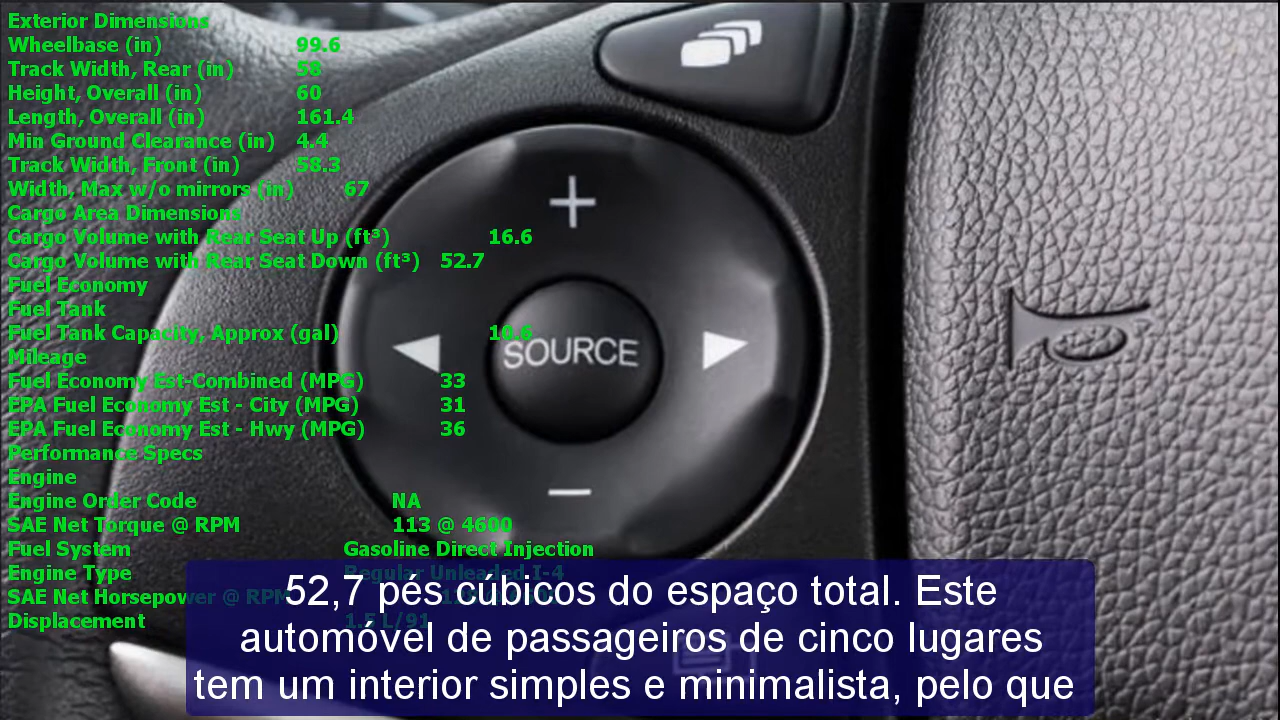 Exterior Dimensions
Wheelbase (in) 99.6
Track Width, Rear (in) 58
Height, Overall (in) 60
Length, Overall (in) 161.4
Min Ground Clearance (in) 4.4
Track Width, Front (in) 58.3
Width, Max w/o mirrors (in) 67
Cargo Area Dimensions
Cargo Volume with Rear Seat Up (ft³) 16.6
Cargo Volume with Rear Seat Down (ft³) 52.7
Fuel Economy
Fuel Tank
Fuel Tank Capacity, Approx (gal) 10.6
SOURCE
Mileage
Fuel Economy Est-Combined (MPG) 33
EPA Fuel Economy Est - City (MPG) 31
EPA Fuel Economy Est - Hwy (MPG) 36
Performance Specs
Engine
Engine Order Code NA
SAE Net Torque @ RPM 113 @ 4600
Fuel System Gasoline Direct Injection
Engine Type Regular Unleaded I-4
SAE Net Horsepower @ RPM
Displacement 1.5 L/91
52,7 pés cúbicos do espaço total. Este
automóvel de passageiros de cinco lugares
tem um interior simples e minimalista, pelo que